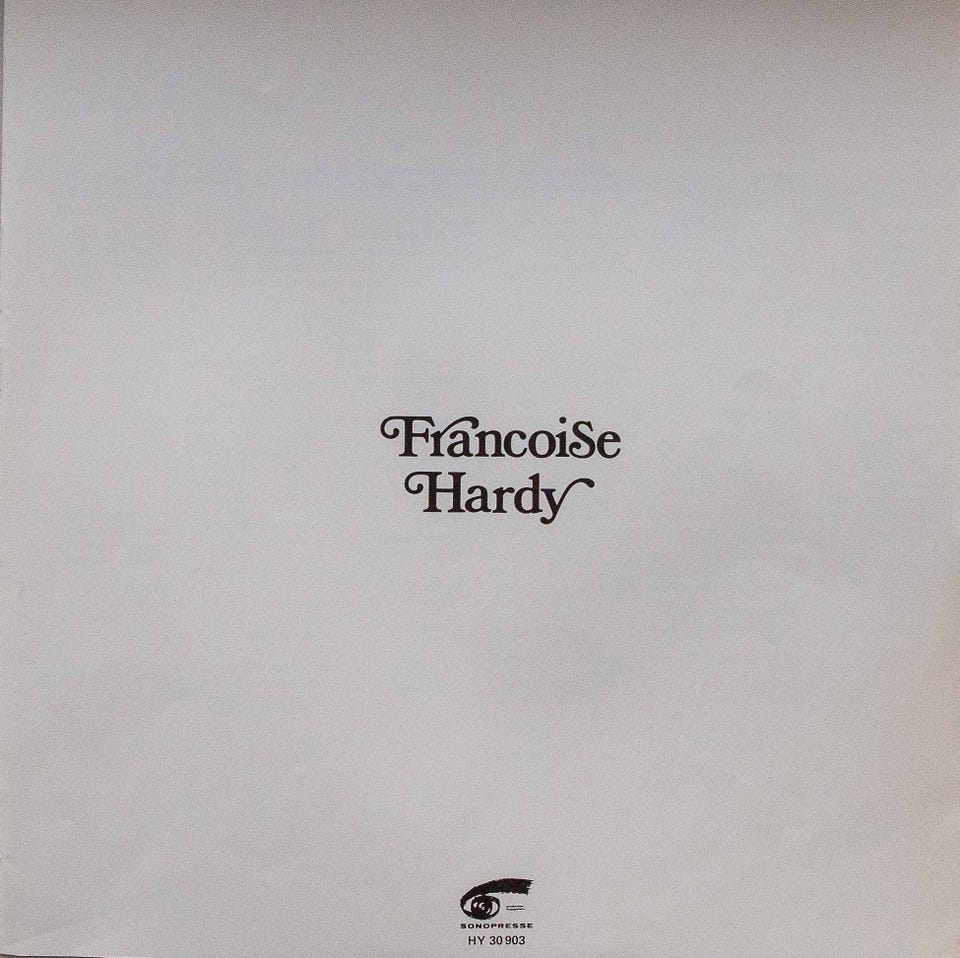 FrancoiSe
Hardy
SONOPRESSE
HY 30 903